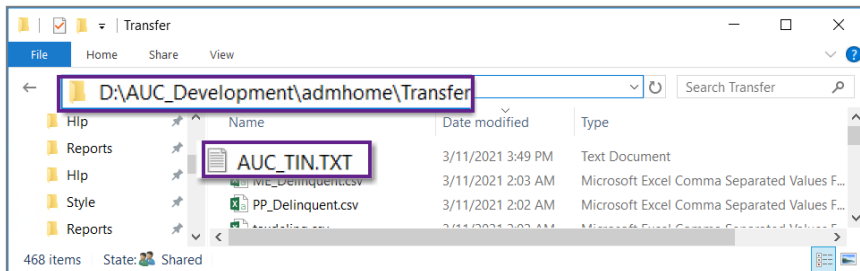 Transfer
File Home Share View
D:\AUC_Development\admhome\Transfer
Search Transfer
Name Date modified Type
Hlp
Reports
AUC_TIN.TXT 3/11/2021 3:49 PM Text Document
Hlp
ME_Delinquent.csv 3/11/2021 2:03 AM Microsoft Excel Comma Separated Values F...
Style
PP_Delinquent.csv 3/11/2021 2:02 AM Microsoft Excel Comma Separated Values F...
Reports
468 items State: Shared